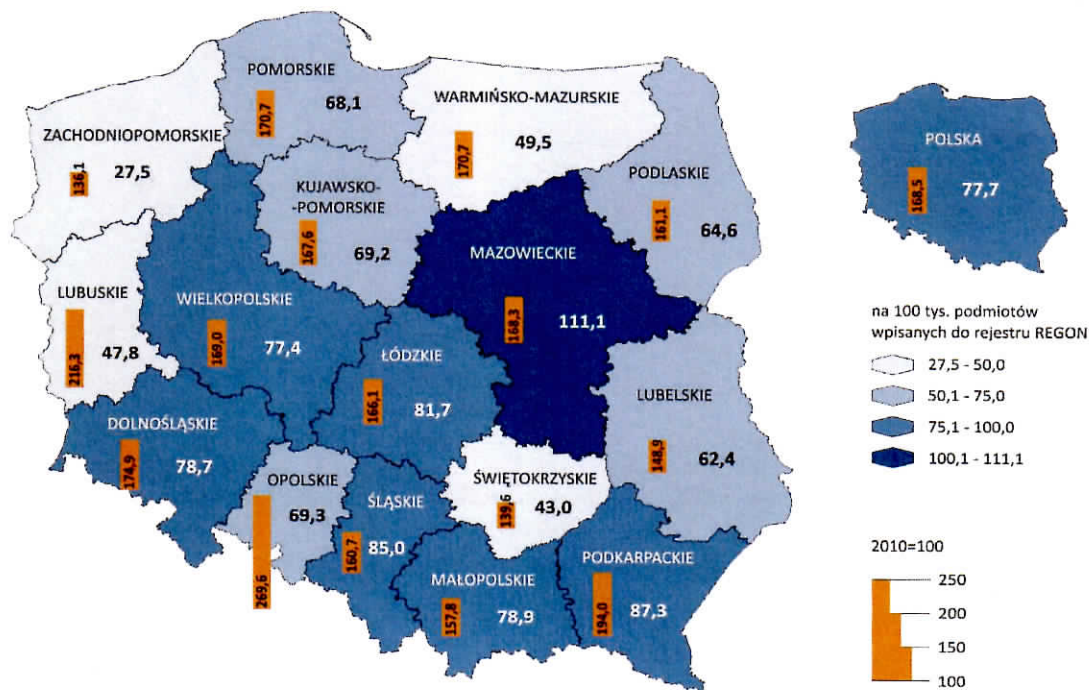 POMORSKIE
170,7
68,1
WARMIŃSKO-MAZURSKIE
170,7
49,5
ZACHODNIOPOMORSKIE
136,1
27,5
KUJAWSKO-
-POMORSKIE
167,6
69,2
PODLASKIE
161,1
64,6
MAZOWIECKIE
168,3
111,1
LUBUSKIE
216,3
47,8
WIELKOPOLSKIE
169,0
77,4
ŁÓDZKIE
166,1
81,7
LUBELSKIE
148,9
62,4
DOLNOŚLĄSKIE
174,9
78,7
OPOLSKIE
269,6
69,3
ŚLĄSKIE
160,7
85,0
ŚWIĘTOKRZYSKIE
139,6
43,0
MAŁOPOLSKIE
157,8
78,9
PODKARPACKIE
194,0
87,3
POLSKA
168,5
77,7
na 100 tys. podmiotów
wpisanych do rejestru REGON
27,5 - 50,0
50,1 - 75,0
75,1 - 100,0
100,1 - 111,1
2010=100
250
200
150
100